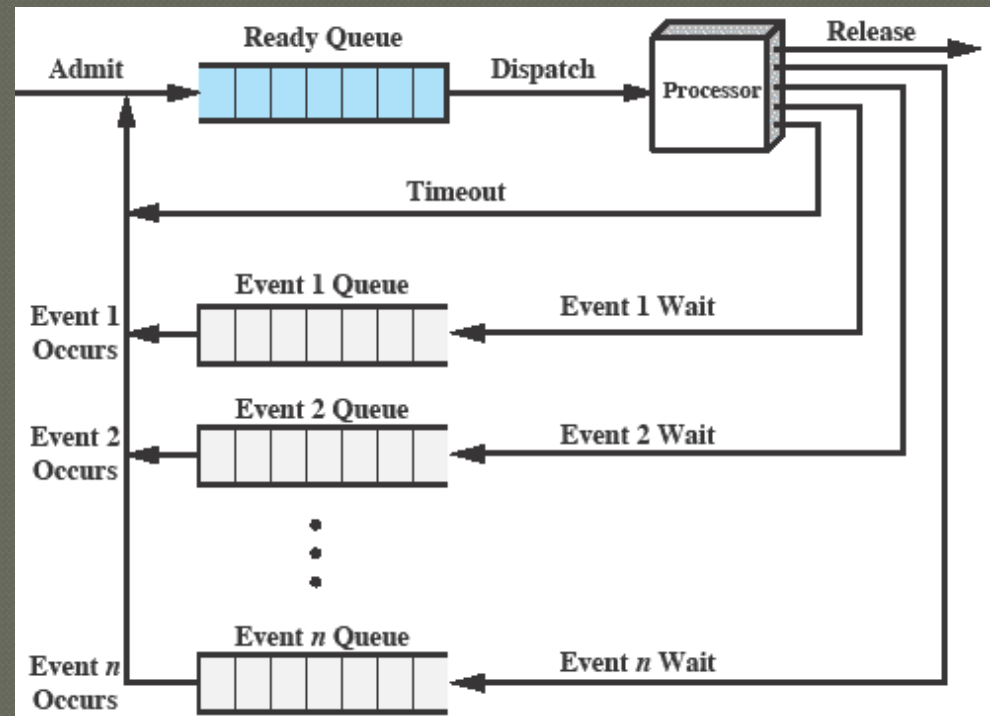 Release
Ready Queue
Admit
Dispatch
Processor
Timeout
Event 1 Queue
Event 1
Occurs
Event 1 Wait
Event 2 Queue
Event 2
Occurs
Event 2 Wait
Event n Queue
Event n
Occurs
Event n Wait